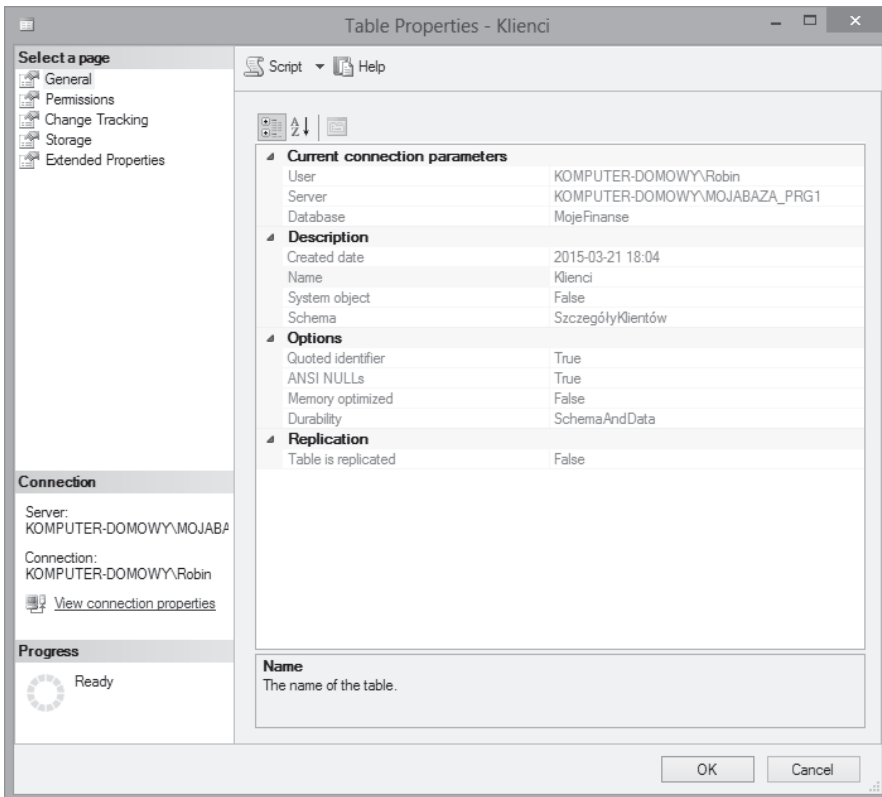 Table Properties - Klienci
Select a page
General
Permissions
Change Tracking
Storage
Extended Properties
Script
Help
Current connection parameters
User KOMPUTER-DOMOWY\Robin
Server KOMPUTER-DOMOWY\MOJABAZA_PRG1
Database MojeFinanse
Description
Created date 2015-03-21 18:04
Name Klienci
System object False
Schema SzczegółyKlientów
Options
Quoted identifier True
ANSI NULLs True
Memory optimized False
Durability SchemaAndData
Replication
Table is replicated False
Connection
Server:
KOMPUTER-DOMOWY\MOJABA
Connection:
KOMPUTER-DOMOWY\Robin
View connection properties
Progress
Ready
Name
The name of the table.
OK
Cancel